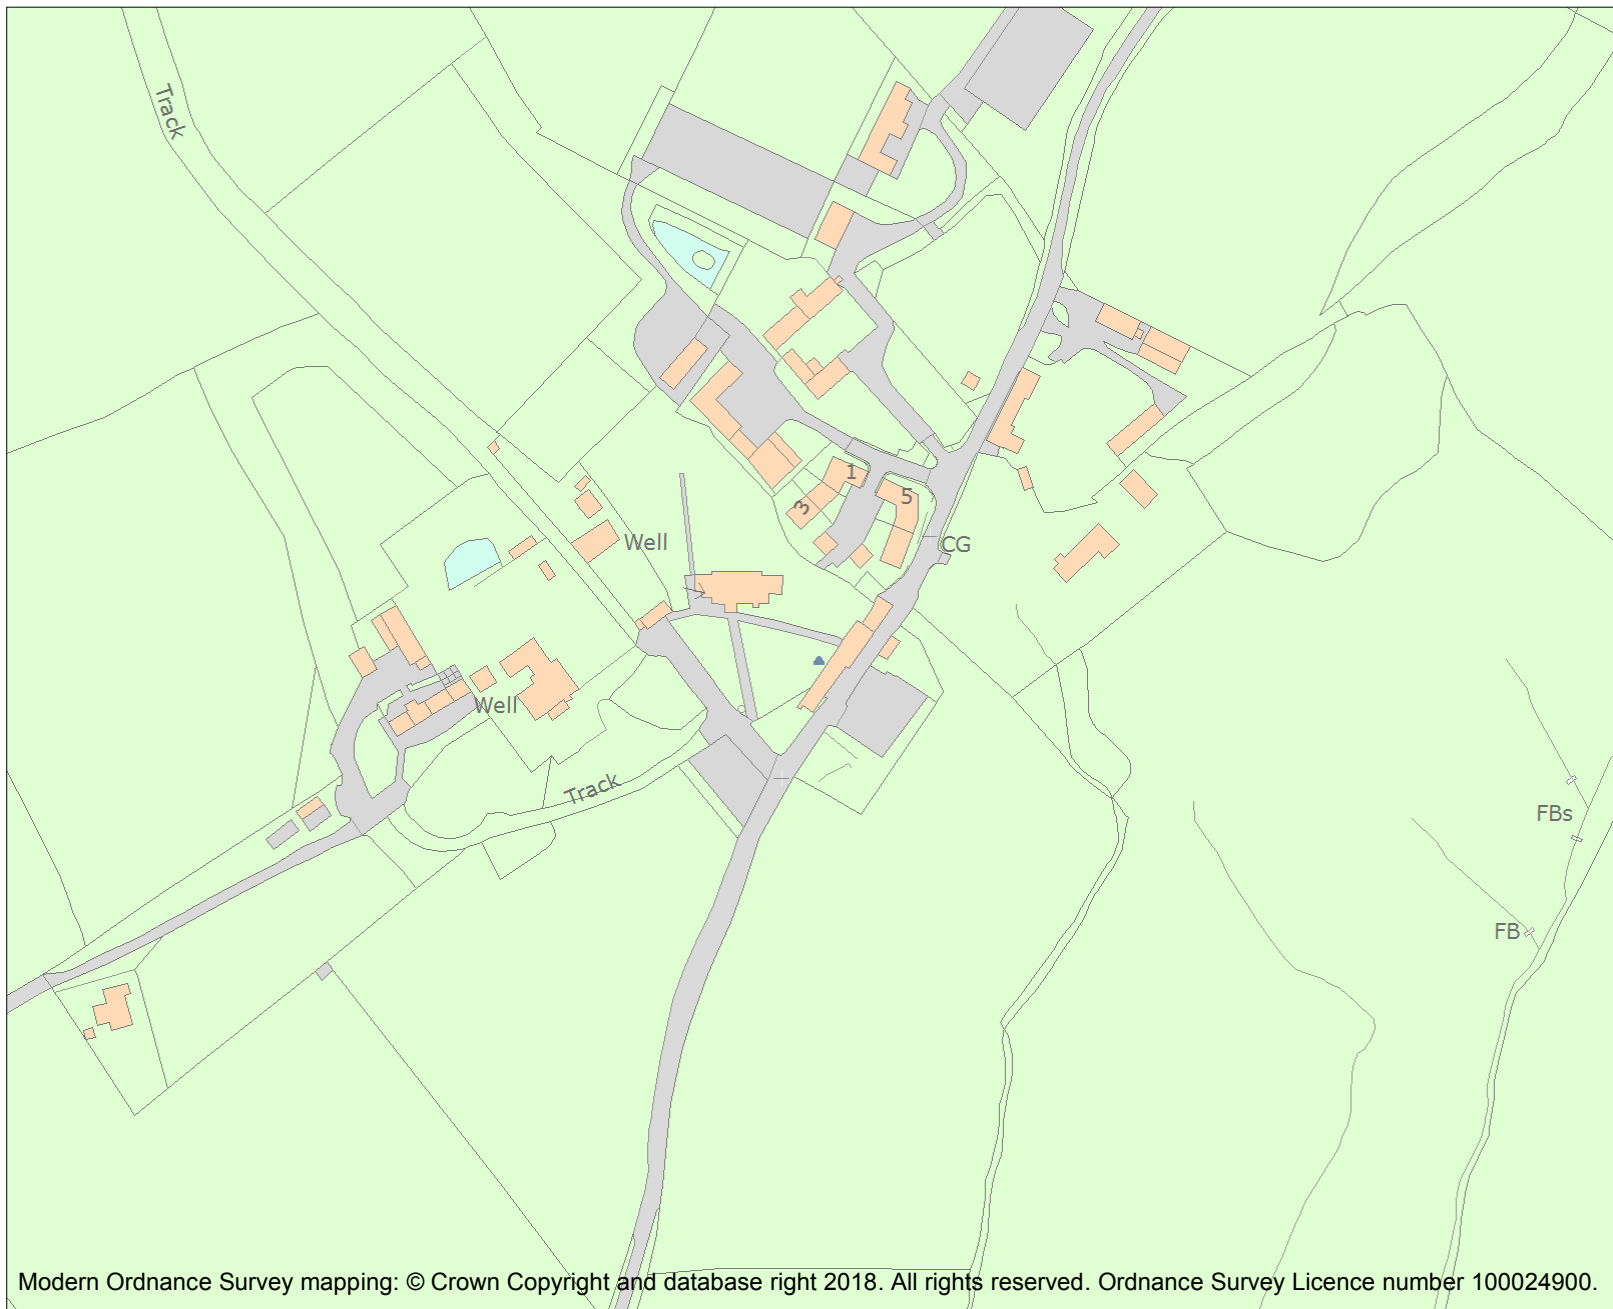 Track
1
5
3
Well
CG
Well
Track
FBs
FB
Modern Ordnance Survey mapping: © Crown Copyright and database right 2018. All rights reserved. Ordnance Survey Licence number 100024900.